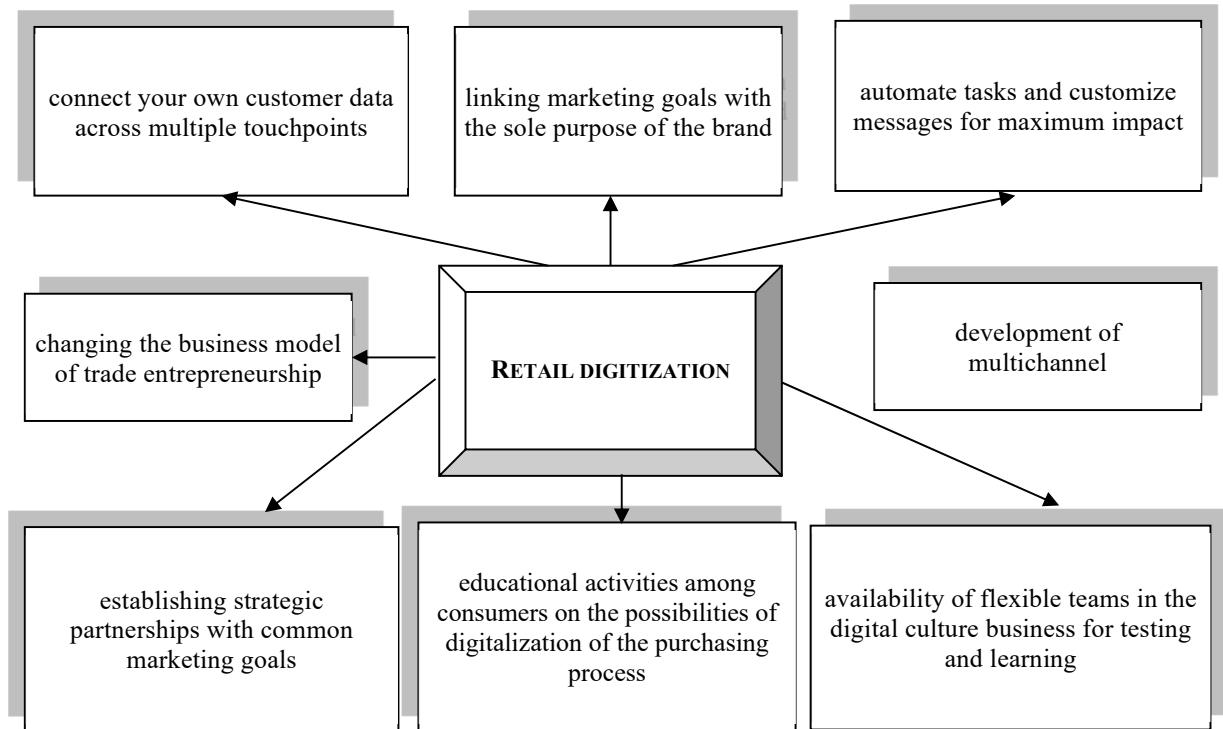 connect your own customer data
across multiple touchpoints
linking marketing goals with
the sole purpose of the brand
automate tasks and customize
messages for maximum impact
changing the business model
of trade entrepreneurship
RETAIL DIGITIZATION
development of
multichannel
establishing strategic
partnerships with common
marketing goals
educational activities among
consumers on the possibilities of
digitalization of the purchasing
process
availability of flexible teams in the
digital culture business for testing
and learning